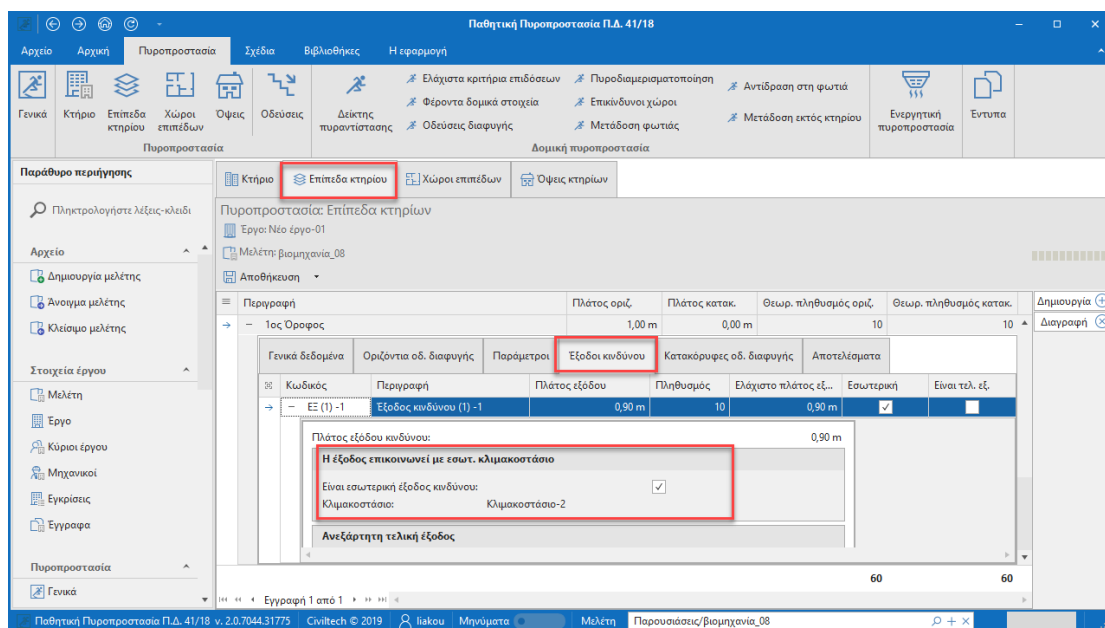 Παθητική Πυροπροστασία Π.Δ. 41/18
Αρχείο Αρχική Πυροπροστασία Σχέδια Βιβλιοθήκες Η εφαρμογή
Γενικά Κτήριο Επίπεδα κτηρίου Χώροι επιπέδων Όψεις Οδεύσεις Δείκτης πυραντίστασης
Ελάχιστα κριτήρια επιδόσεων Πυροδιαμερισματοποίηση Αντίδραση στη φωτιά
Φέροντα δομικά στοιχεία Επικίνδυνοι χώροι Μετάδοση εκτός κτηρίου
Οδεύσεις διαφυγής Μετάδοση φωτιάς
Ενεργητική πυροπροστασία Έντυπα
Πυροπροστασία Δομική πυροπροστασία
Παράθυρο περιήγησης
Πληκτρολογήστε λέξεις-κλειδι
Αρχείο
Δημιουργία μελέτης
Άνοιγμα μελέτης
Κλείσιμο μελέτης
Στοιχεία έργου
Μελέτη
Έργο
Κύριοι έργου
Μηχανικοί
Εγκρίσεις
Έγγραφα
Πυροπροστασία
Γενικά
Κτήριο Επίπεδα κτηρίου Χώροι επιπέδων Όψεις κτηρίων
Πυροπροστασία: Επίπεδα κτηρίων
Έργο: Νέο έργο-01
Μελέτη: βιομηχανία_08
Αποθήκευση
Περιγραφή Πλάτος οριζ. Πλάτος κατακ. Θεωρ. πληθυσμός οριζ. Θεωρ. πληθυσμός κατακ.
1ος Όροφος 1,00 m 0,00 m 10 10
Δημιουργία
Διαγραφή
Γενικά δεδομένα Οριζόντια οδ. διαφυγής Παράμετροι Έξοδοι κινδύνου Κατακόρυφες οδ. διαφυγής Αποτελέσματα
Κωδικός Περιγραφή Πλάτος εξόδου Πληθυσμός Ελάχιστο πλάτος εξ... Εσωτερική Είναι τελ. εξ.
ΕΞ (1) -1 Έξοδος κινδύνου (1) -1 0,90 m 10 0,90 m
Πλάτος εξόδου κινδύνου: 0,90 m
Η έξοδος επικοινωνεί με εσωτ. κλιμακοστάσιο
Είναι εσωτερική έξοδος κινδύνου:
Κλιμακοστάσιο: Κλιμακοστάσιο-2
Ανεξάρτητη τελική έξοδος
60 60
Εγγραφή 1 από 1
Παθητική Πυροπροστασία Π.Δ. 41/18 v. 2.0.7044.31775 Civiltech © 2019 liakou Μηνύματα Μελέτη Παρουσιάσεις/βιομηχανία_08